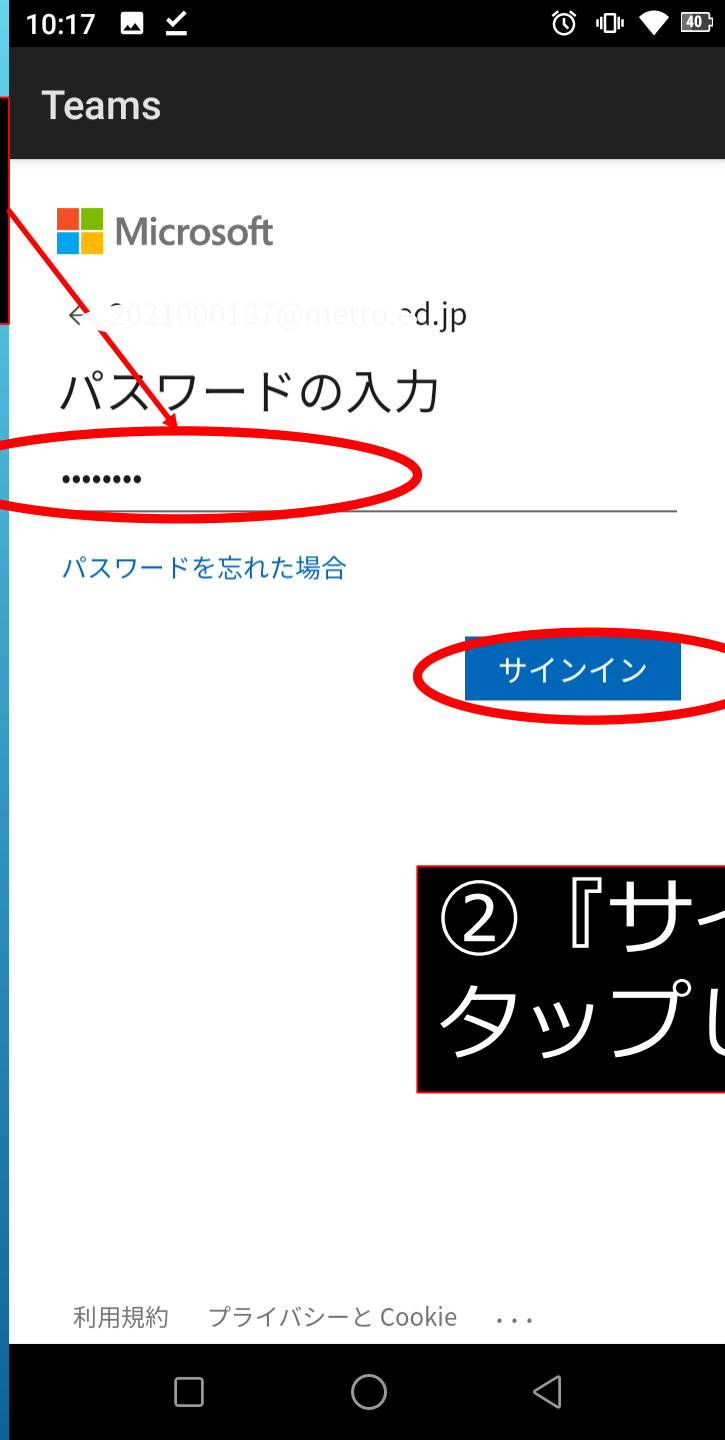 10:17
40
Teams
Microsoft
d.jp
パスワードの入力
••••••••
パスワードを忘れた場合
サインイン
②『サイ
タップし
利用規約 プライバシーと Cookie ...